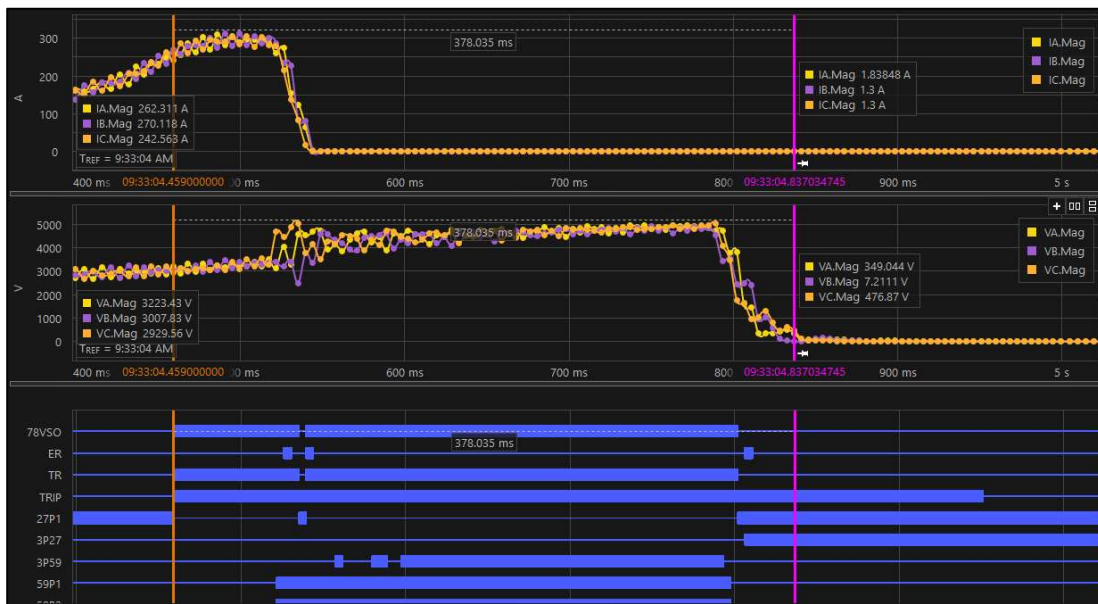 300
200
100
0
A
378.035 ms
IA.Mag
IB.Mag
IC.Mag
IA.Mag 262.311 A
IB.Mag 270.118 A
IC.Mag 242.563 A
TREF = 9:33:04 AM
IA.Mag 1.83848 A
IB.Mag 1.3 A
IC.Mag 1.3 A
400 ms 09:33:04.459000000 00 ms 600 ms 700 ms 800 09:33:04.837034745 900 ms 5 s
5000
4000
3000
2000
1000
0
V
378.035 ms
VA.Mag
VB.Mag
VC.Mag
VA.Mag 3223.43 V
VB.Mag 3007.83 V
VC.Mag 2929.56 V
TREF = 9:33:04 AM
VA.Mag 349.044 V
VB.Mag 7.2111 V
VC.Mag 476.87 V
400 ms 09:33:04.459000000 00 ms 600 ms 700 ms 800 09:33:04.837034745 900 ms 5 s
78VSO
378.035 ms
ER
TR
TRIP
27P1
3P27
3P59
59P1